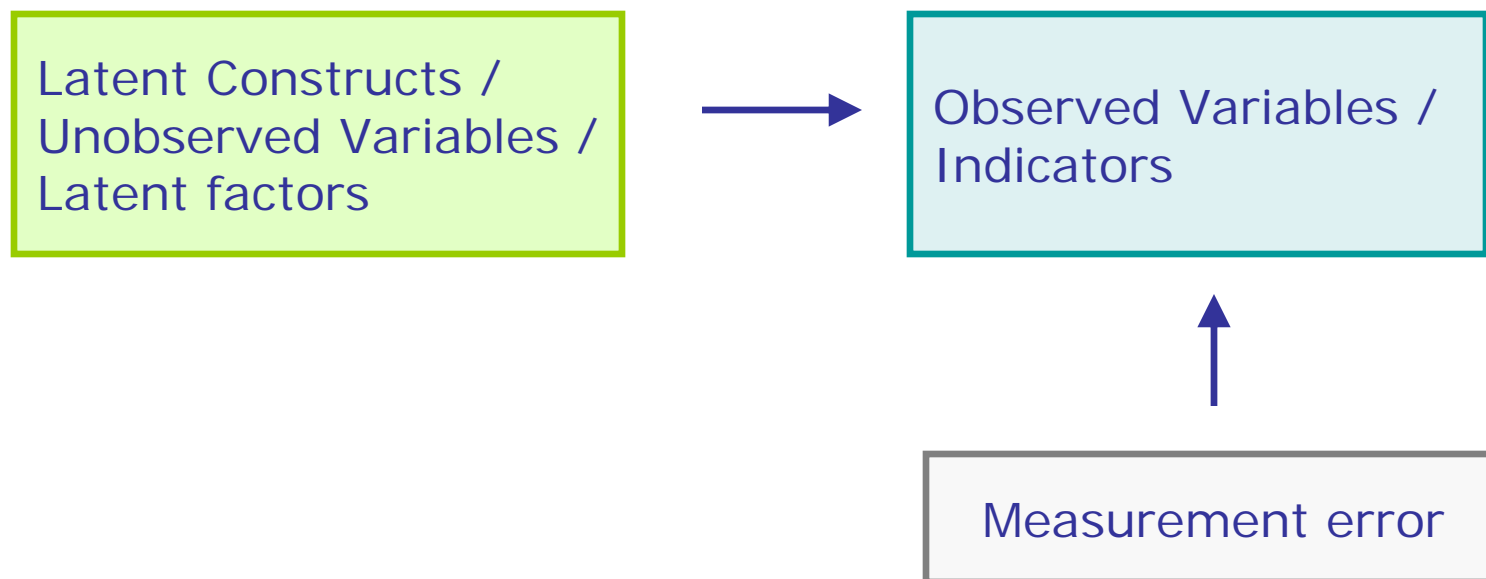 Latent Constructs /
Unobserved Variables /
Latent factors
Observed Variables /
Indicators
Measurement error